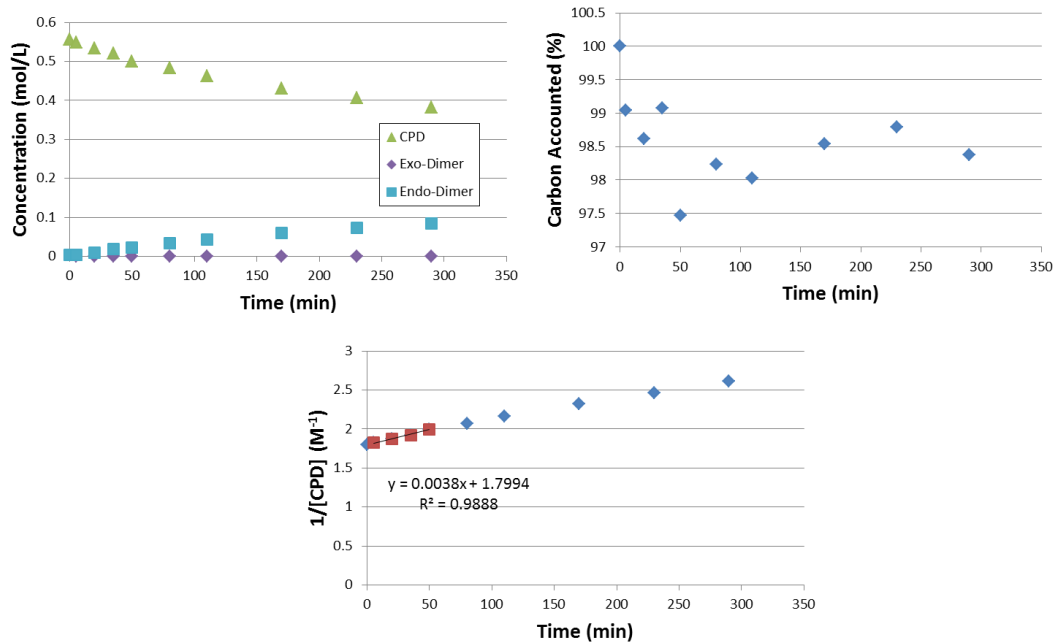 Concentration (mol/L)
0.6
0.5
0.4
0.3
0.2
0.1
0
CPD
Exo-Dimer
Endo-Dimer
0 50 100 150 200 250 300 350
Time (min)
Carbon Accounted (%)
100.5
100
99.5
99
98.5
98
97.5
97
0 50 100 150 200 250 300 350
Time (min)
1/[CPD] (M⁻¹)
3
2.5
2
1.5
1
0.5
0
y = 0.0038x + 1.7994
R² = 0.9888
0 50 100 150 200 250 300 350
Time (min)